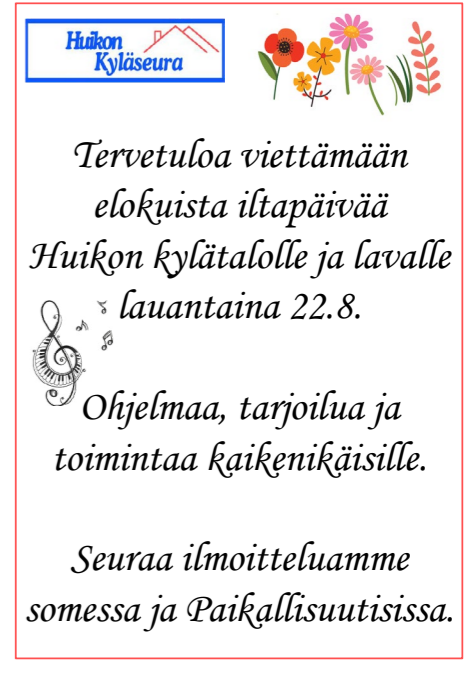 Huikon
Kyläseura
Tervetuloa viettämään
elokuista iltapäivää
Huikon kylätalolle ja lavalle
lauantaina 22.8.
Ohjelmaa, tarjoilua ja
toimintaa kaikenikäisille.
Seuraa ilmoitteluamme
somessa ja Paikallisuutisissa.